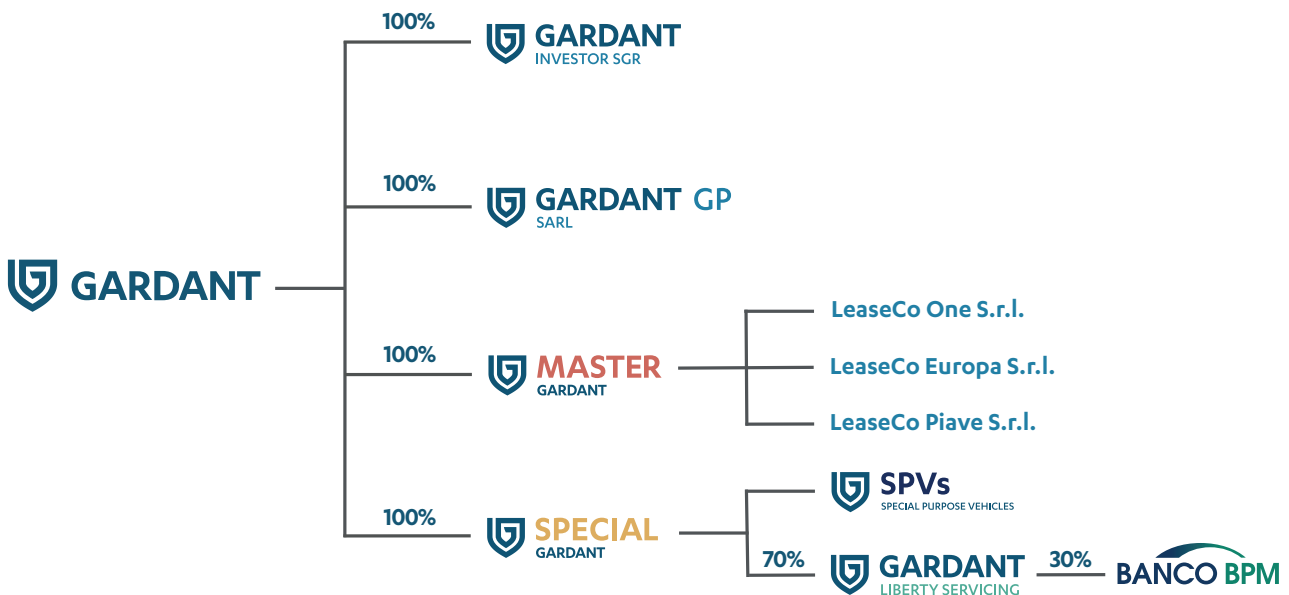 100%
GARDANT
INVESTOR SGR
100%
GARDANT GP
SARL
GARDANT
100%
MASTER
GARDANT
LeaseCo One S.r.l.
LeaseCo Europa S.r.l.
LeaseCo Piave S.r.l.
100%
SPECIAL
GARDANT
SPVs
SPECIAL PURPOSE VEHICLES
70%
GARDANT
LIBERTY SERVICING
30%
BANCO BPM